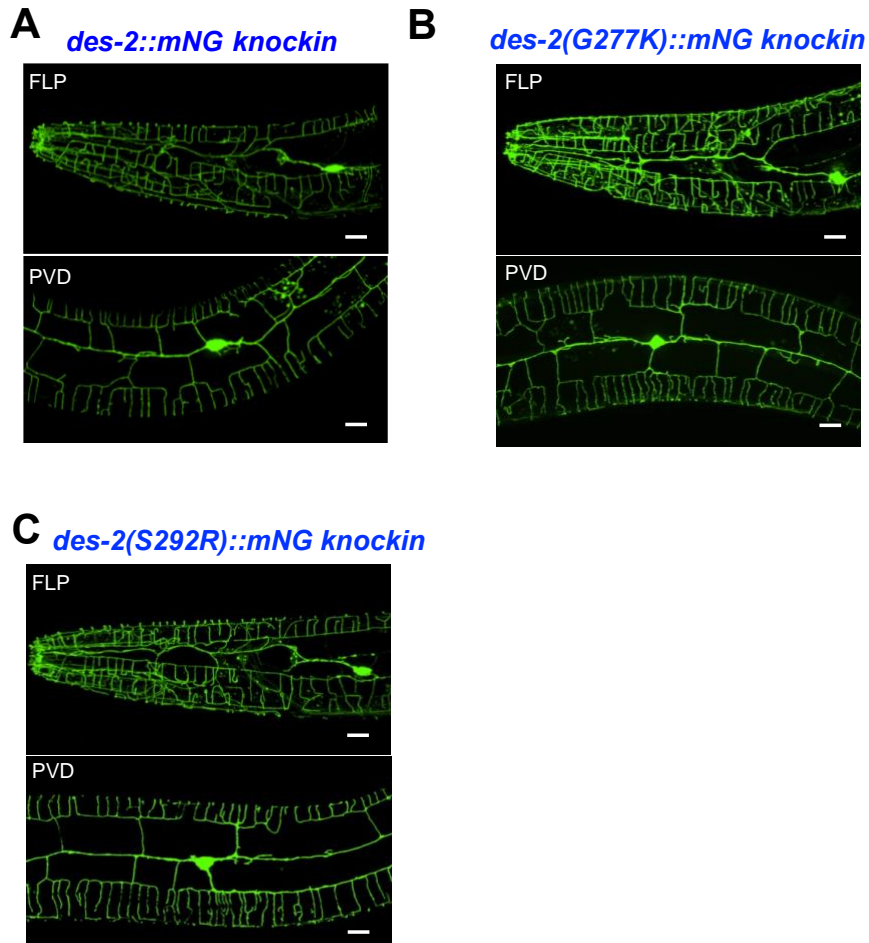 A
des-2::mNG knockin
FLP
PVD
B
des-2(G277K)::mNG knockin
FLP
PVD
C
des-2(S292R)::mNG knockin
FLP
PVD